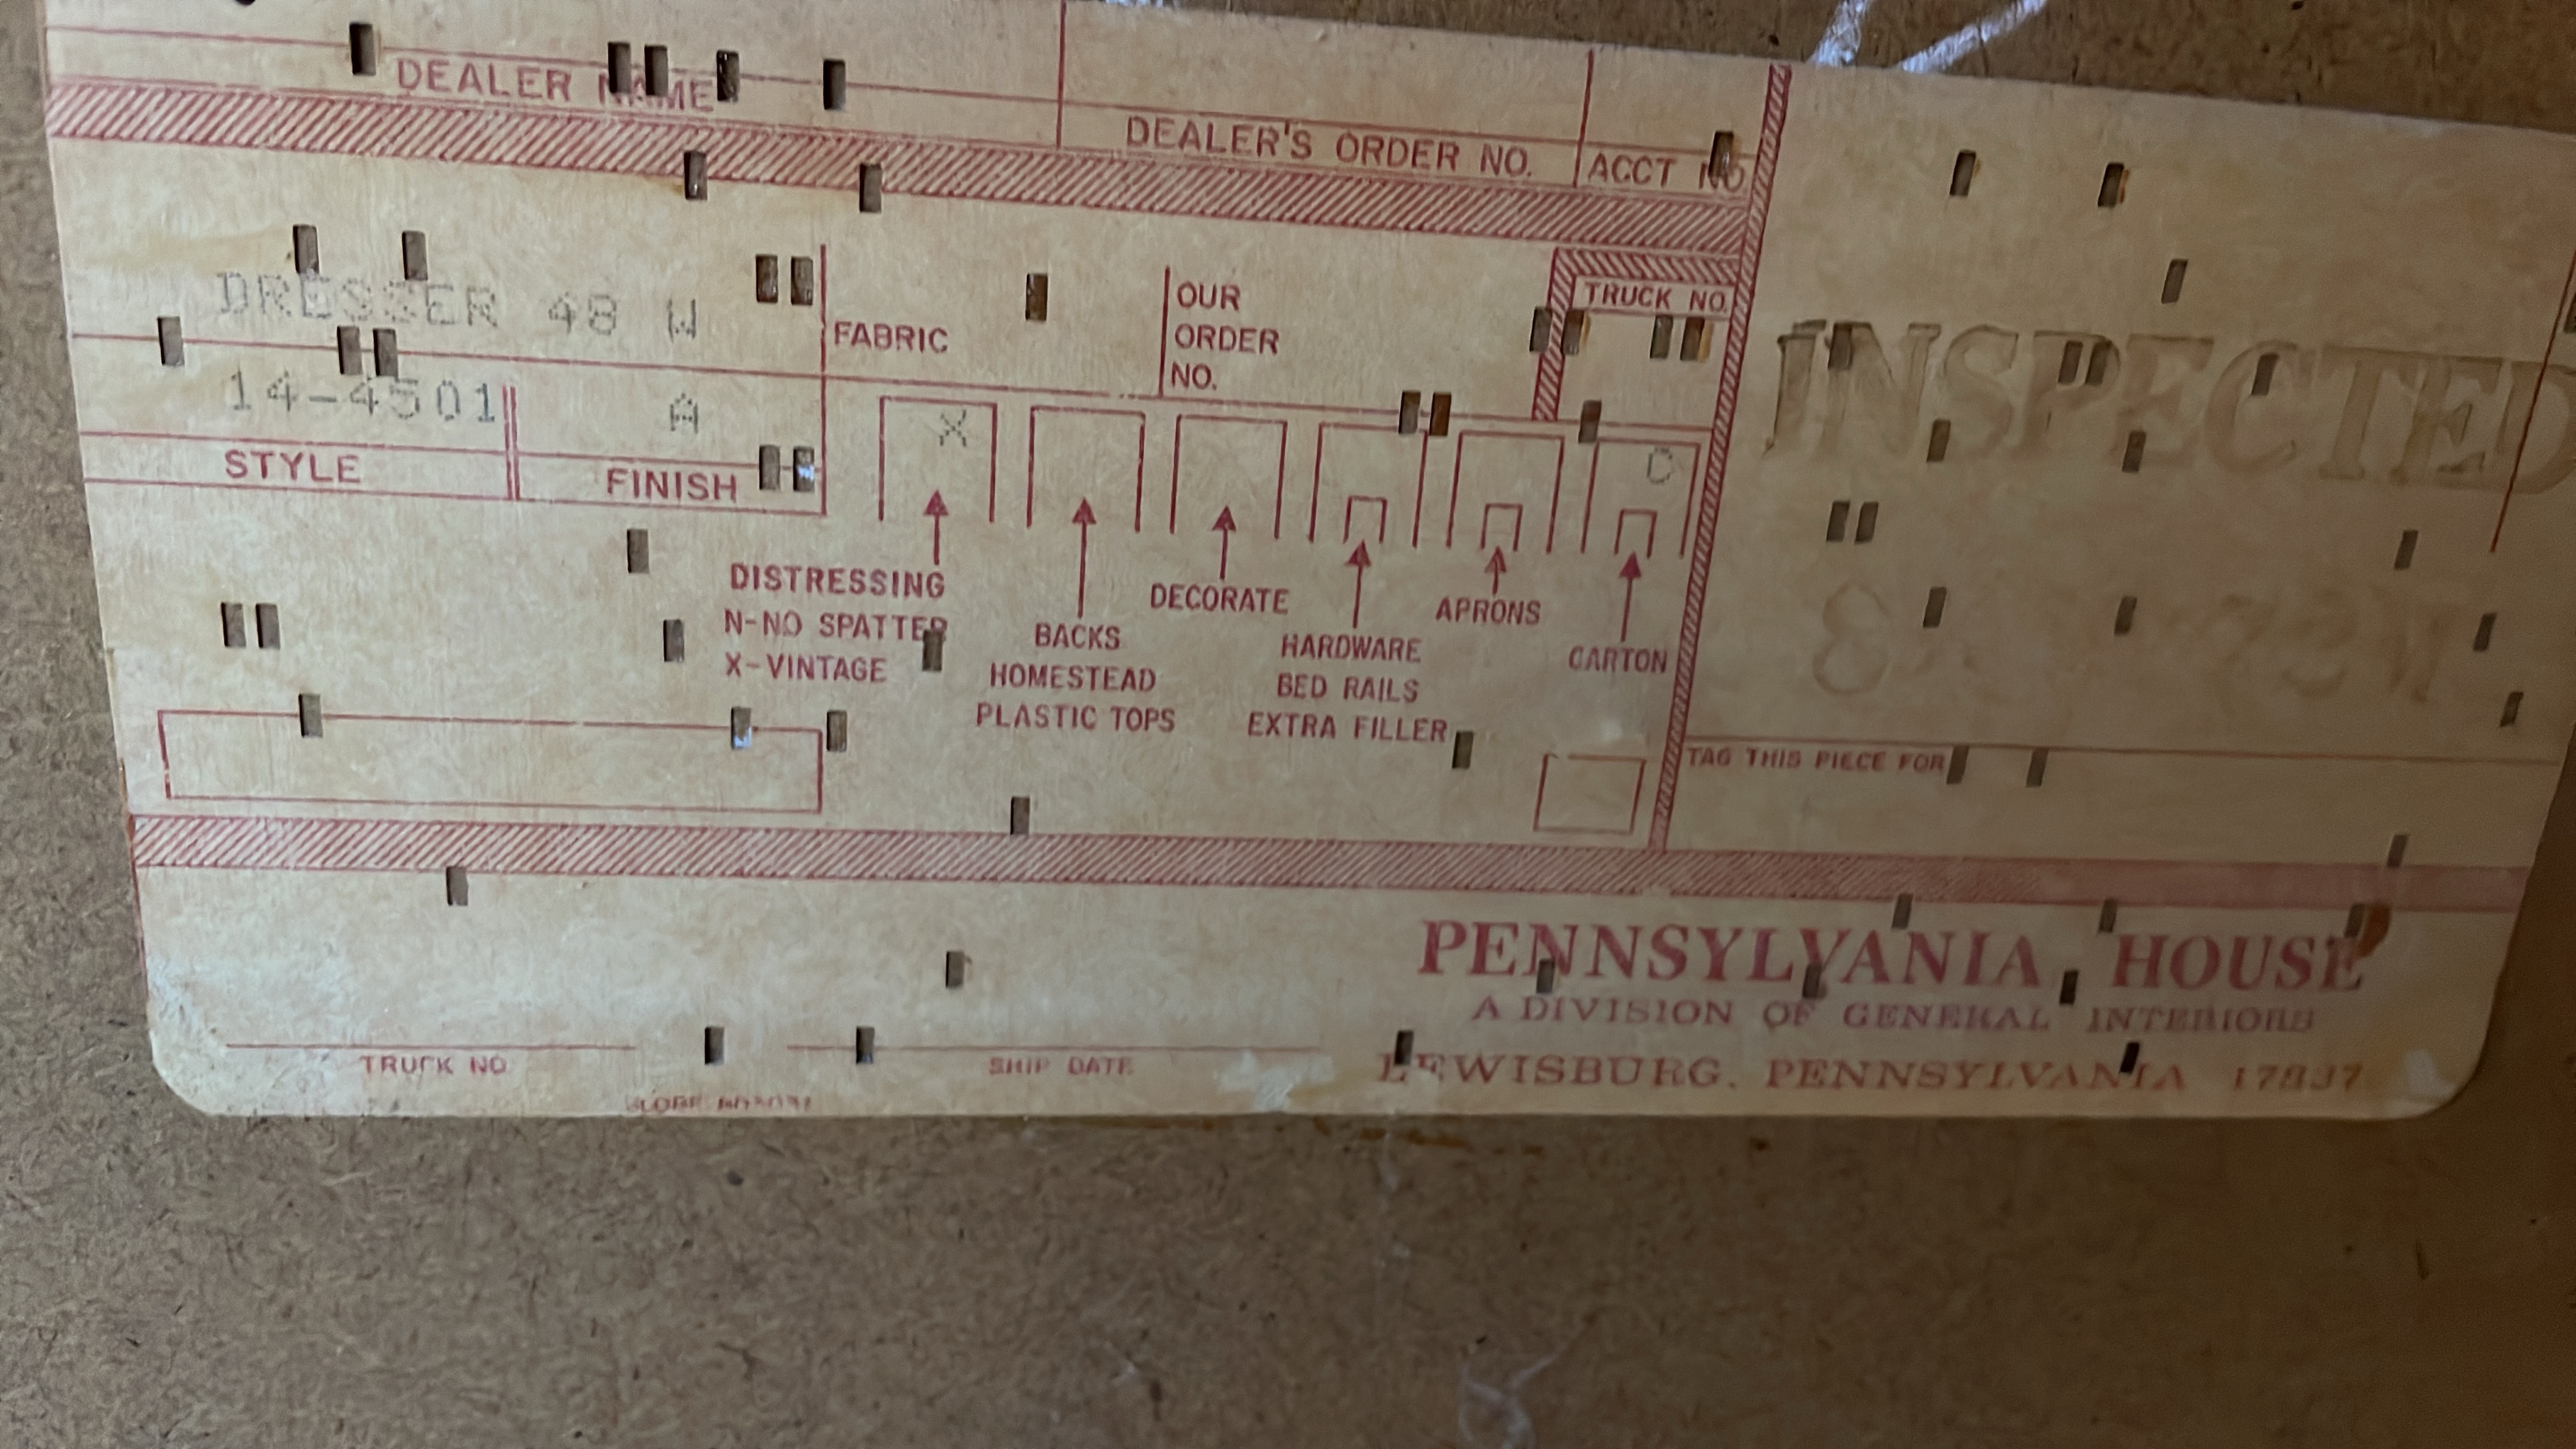 DEALER NAME
DEALER'S ORDER NO.
ACCT NO
DRESSER 48 W
FABRIC
OUR
ORDER
NO.
TRUCK NO.
INSPECTED
14-4501 A
X
C
STYLE
FINISH
DISTRESSING
N-NO SPATTER
X-VINTAGE
BACKS
HOMESTEAD
PLASTIC TOPS
DECORATE
HARDWARE
BED RAILS
EXTRA FILLER
APRONS
CARTON
TAG THIS PIECE FOR
PENNSYLVANIA HOUSE
A DIVISION OF GENERAL INTERIORS
LEWISBURG, PENNSYLVANIA 17837
TRUCK NO
SHIP DATE